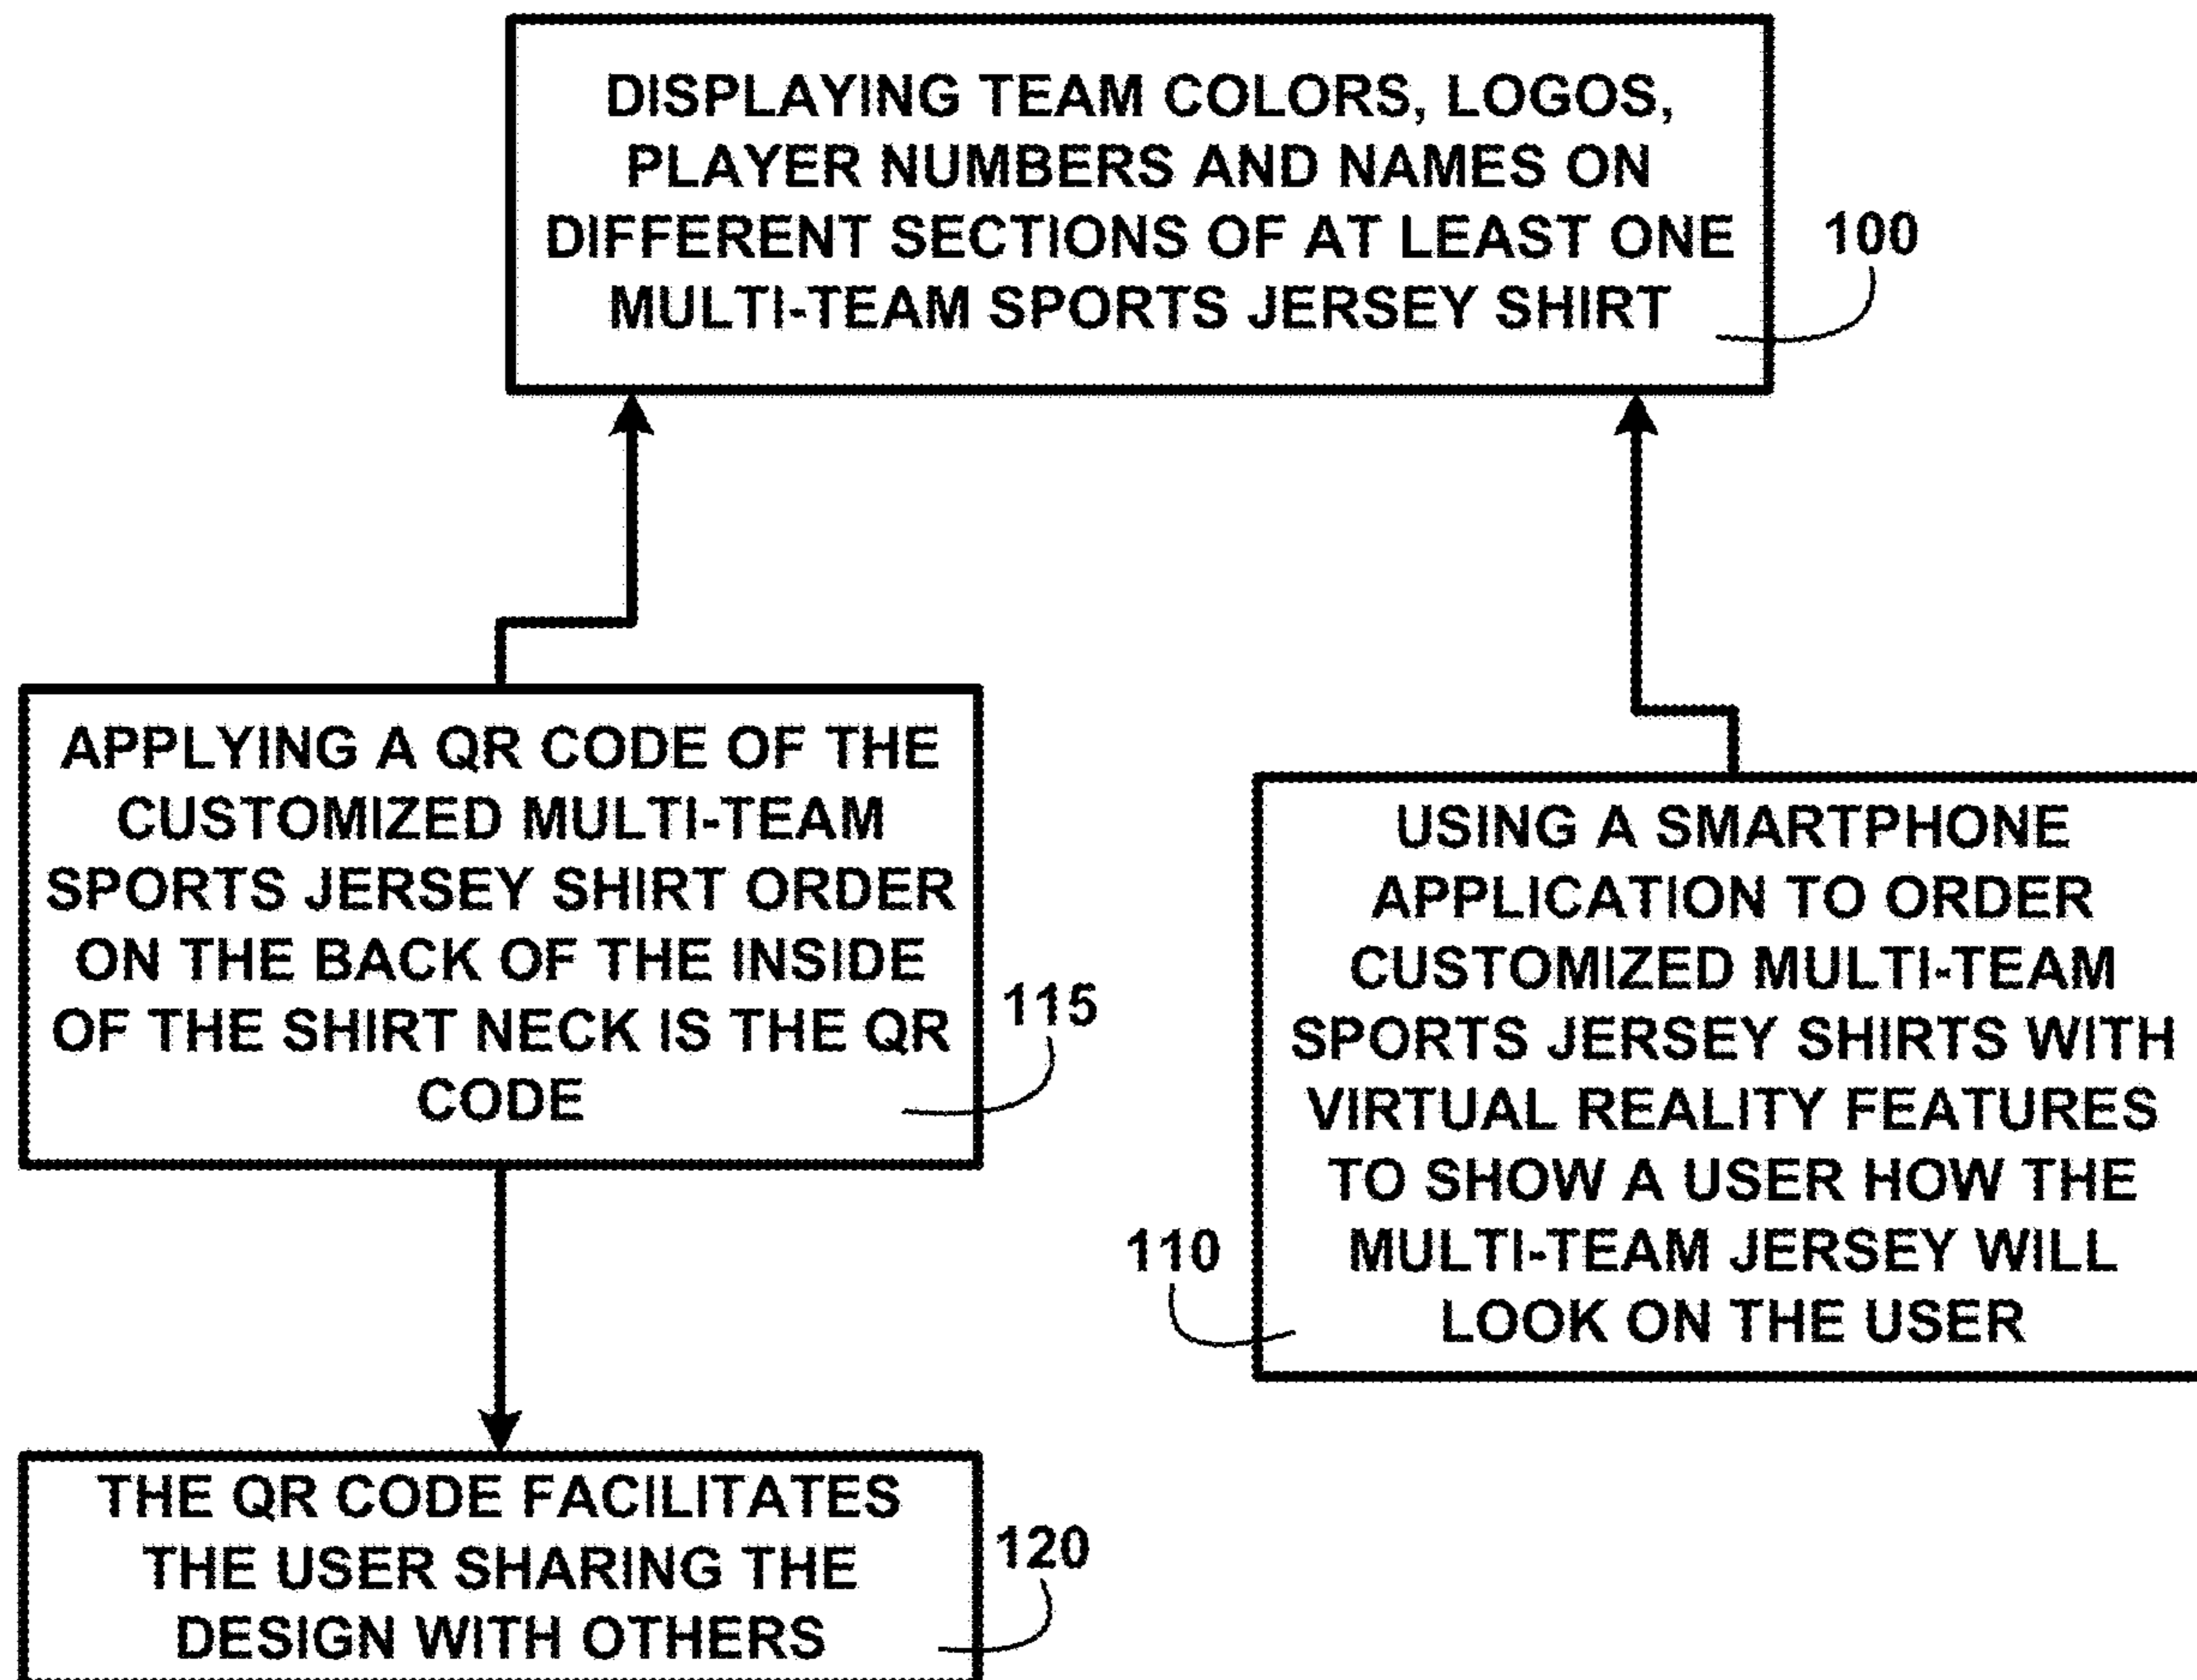 DISPLAYING TEAM COLORS, LOGOS,
PLAYER NUMBERS AND NAMES ON
DIFFERENT SECTIONS OF AT LEAST ONE
MULTI-TEAM SPORTS JERSEY SHIRT
100
APPLYING A QR CODE OF THE
CUSTOMIZED MULTI-TEAM
SPORTS JERSEY SHIRT ORDER
ON THE BACK OF THE INSIDE
OF THE SHIRT NECK IS THE QR
CODE
115
USING A SMARTPHONE
APPLICATION TO ORDER
CUSTOMIZED MULTI-TEAM
SPORTS JERSEY SHIRTS WITH
VIRTUAL REALITY FEATURES
TO SHOW A USER HOW THE
MULTI-TEAM JERSEY WILL
LOOK ON THE USER
110
THE QR CODE FACILITATES
THE USER SHARING THE
DESIGN WITH OTHERS
120